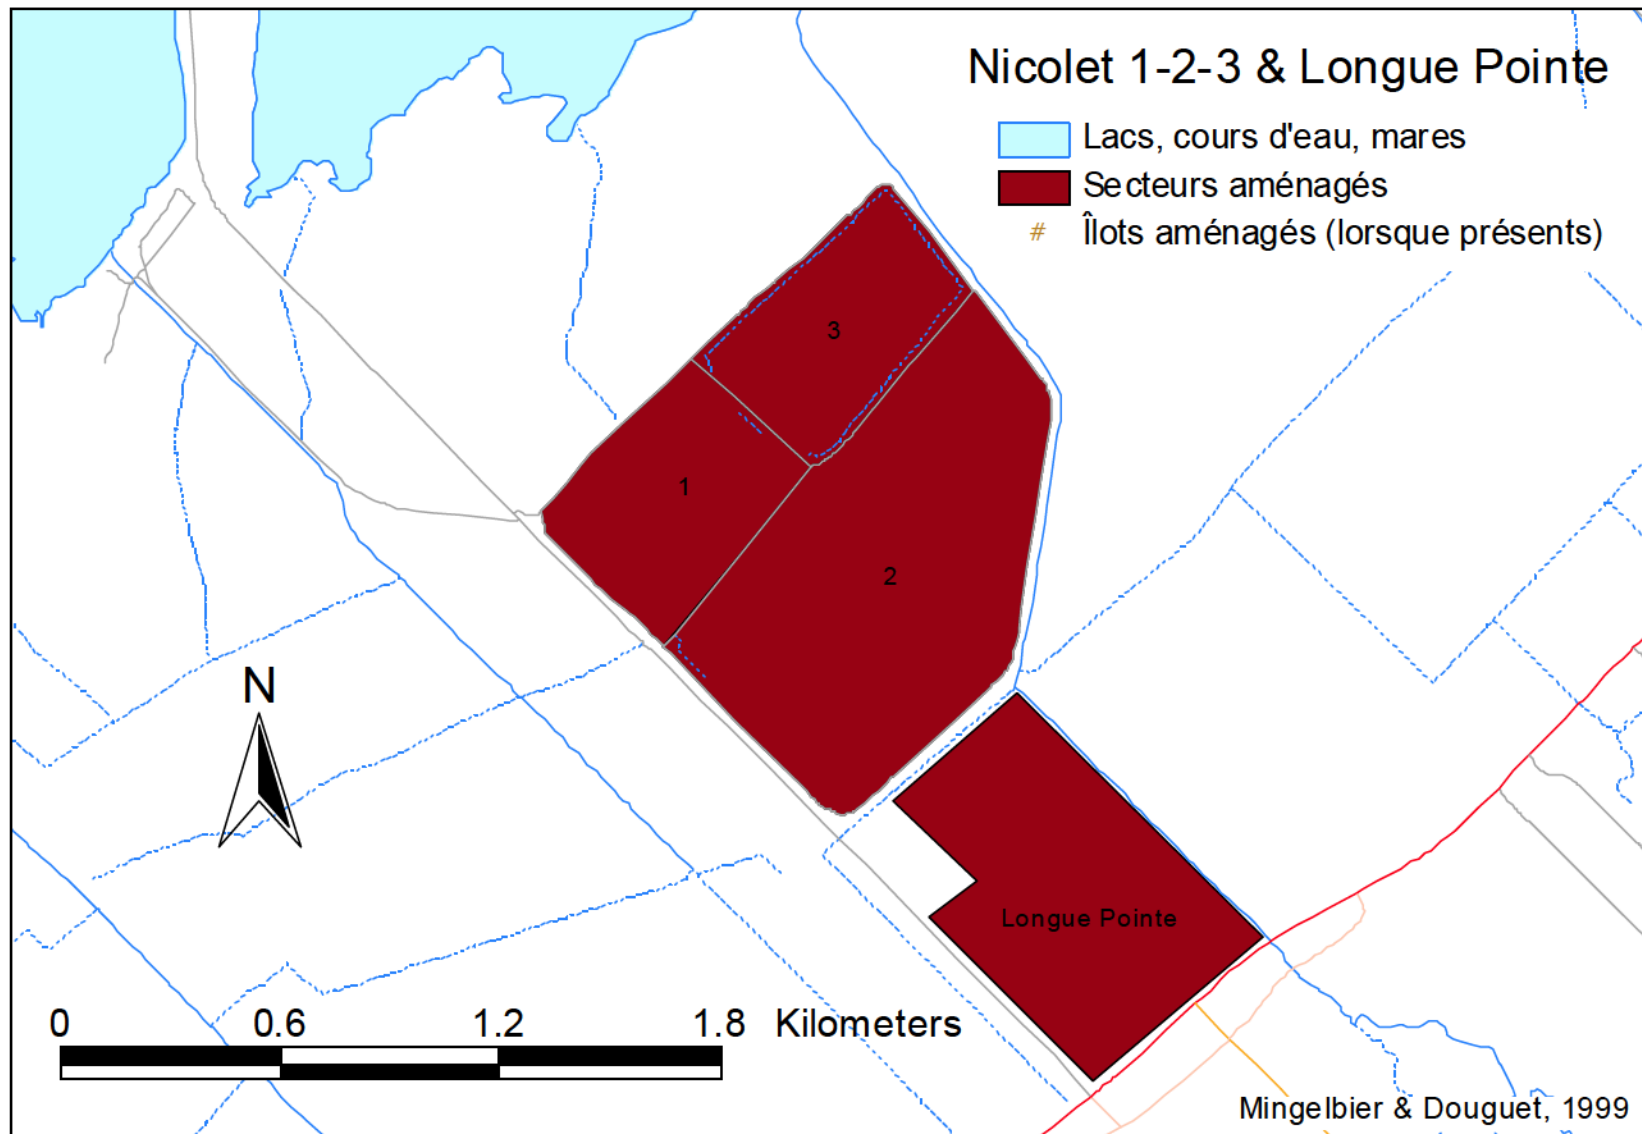 Nicolet 1-2-3 & Longue Pointe
Lacs, cours d'eau, mares
Secteurs aménagés
# Îlots aménagés (lorsque présents)
3
1
2
N
Longue Pointe
0 0.6 1.2 1.8 Kilometers
Mingelbier & Douguet, 1999